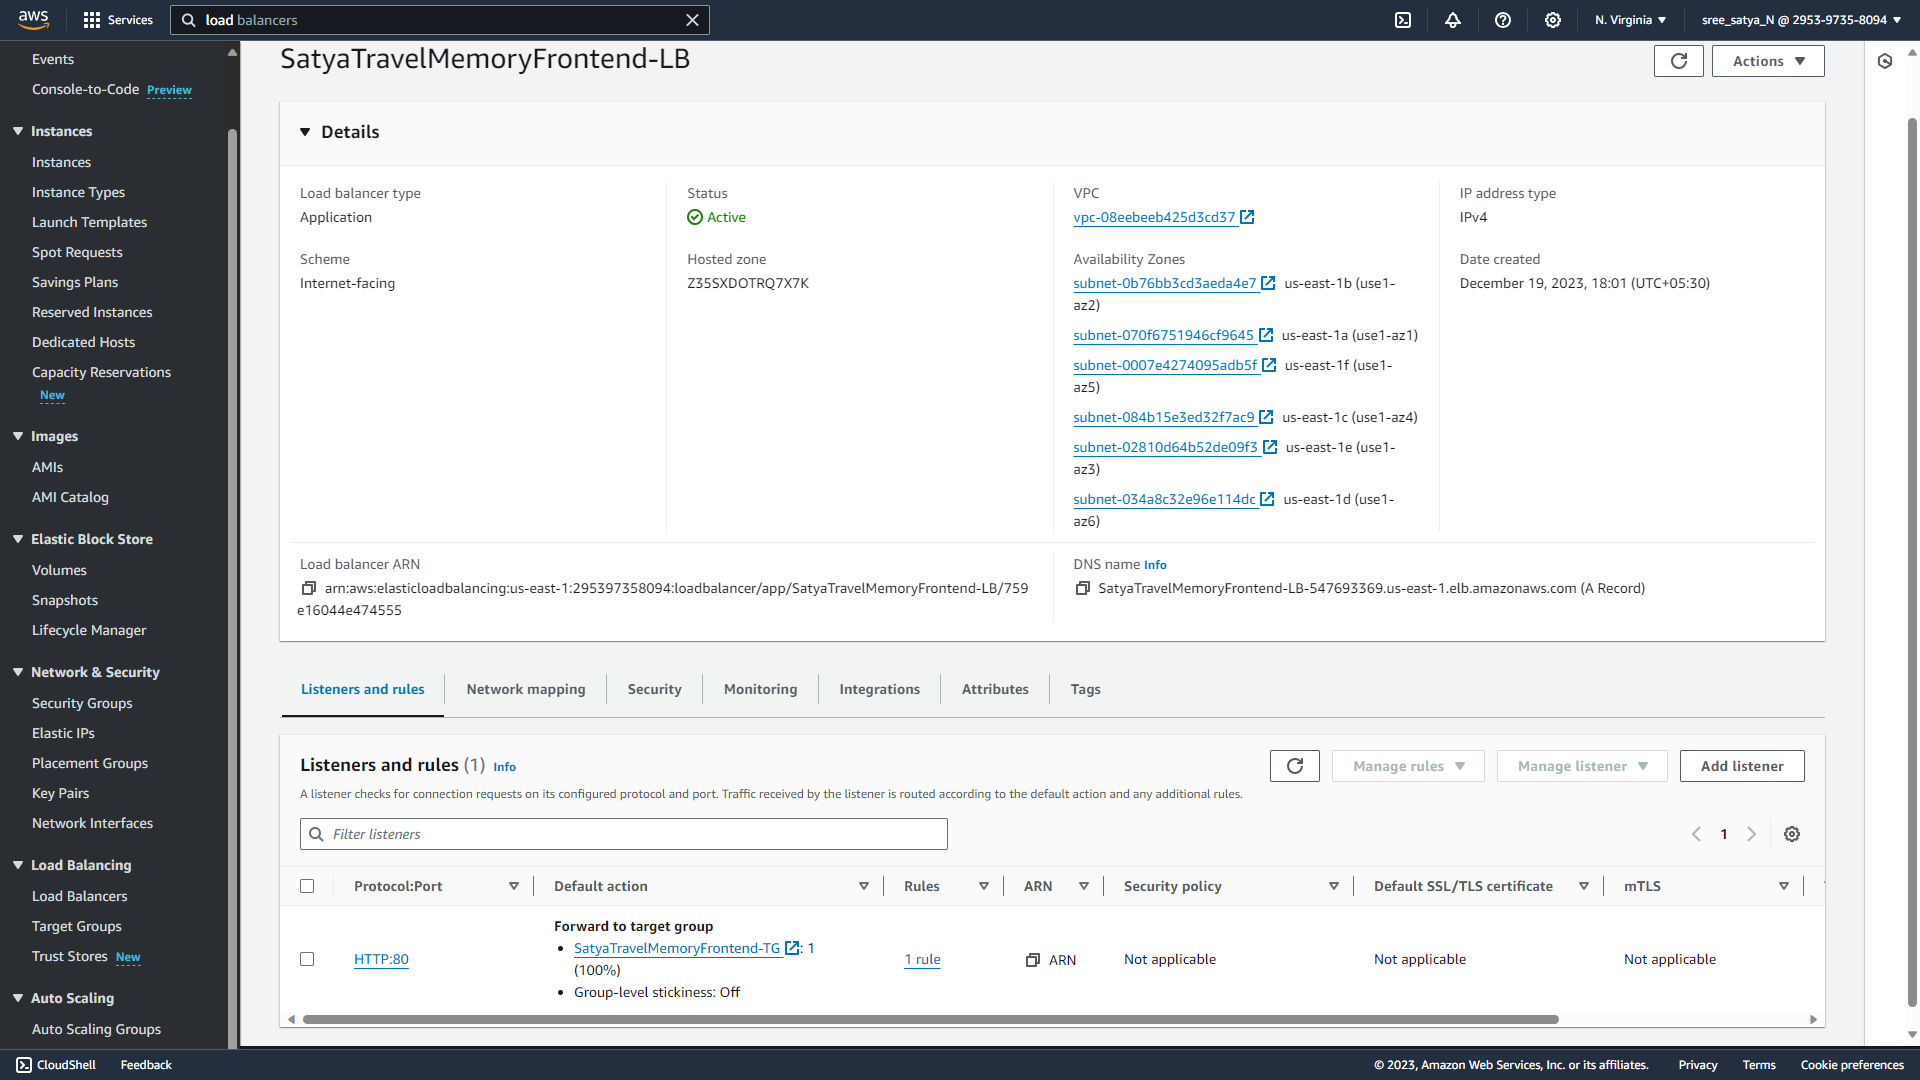 aws
Services
load balancers
N. Virginia
sree_satya_N @ 2953-9735-8094
Events
Console-to-Code Preview
Instances
Instances
Instance Types
Launch Templates
Spot Requests
Savings Plans
Reserved Instances
Dedicated Hosts
Capacity Reservations
New
Images
AMIs
AMI Catalog
Elastic Block Store
Volumes
Snapshots
Lifecycle Manager
Network & Security
Security Groups
Elastic IPs
Placement Groups
Key Pairs
Network Interfaces
Load Balancing
Load Balancers
Target Groups
Trust Stores New
Auto Scaling
Auto Scaling Groups
SatyaTravelMemoryFrontend-LB
Actions
Details
Load balancer type
Application
Scheme
Internet-facing
Status
Active
Hosted zone
Z35SXDOTRQ7X7K
VPC
vpc-08eebeeb425d3cd37
Availability Zones
subnet-0b76bb3cd3aeda4e7 us-east-1b (use1-
az2)
subnet-070f6751946cf9645 us-east-1a (use1-az1)
subnet-0007e4274095adb5f us-east-1f (use1-
az5)
subnet-084b15e3ed32f7ac9 us-east-1c (use1-az4)
subnet-02810d64b52de09f3 us-east-1e (use1-
az3)
subnet-034a8c32e96e114dc us-east-1d (use1-
az6)
IP address type
IPv4
Date created
December 19, 2023, 18:01 (UTC+05:30)
Load balancer ARN
arn:aws:elasticloadbalancing:us-east-1:295397358094:loadbalancer/app/SatyaTravelMemoryFrontend-LB/759
e16044e474555
DNS name Info
SatyaTravelMemoryFrontend-LB-547693369.us-east-1.elb.amazonaws.com (A Record)
Listeners and rules
Network mapping
Security
Monitoring
Integrations
Attributes
Tags
Listeners and rules (1) Info
Manage rules
Manage listener
Add listener
A listener checks for connection requests on its configured protocol and port. Traffic received by the listener is routed according to the default action and any additional rules.
Filter listeners
1
Protocol:Port
Default action
Rules
ARN
Security policy
Default SSL/TLS certificate
mTLS
HTTP:80
Forward to target group
• SatyaTravelMemoryFrontend-TG : 1
(100%)
• Group-level stickiness: Off
1 rule
ARN
Not applicable
Not applicable
Not applicable
CloudShell
Feedback
© 2023, Amazon Web Services, Inc. or its affiliates.
Privacy
Terms
Cookie preferences